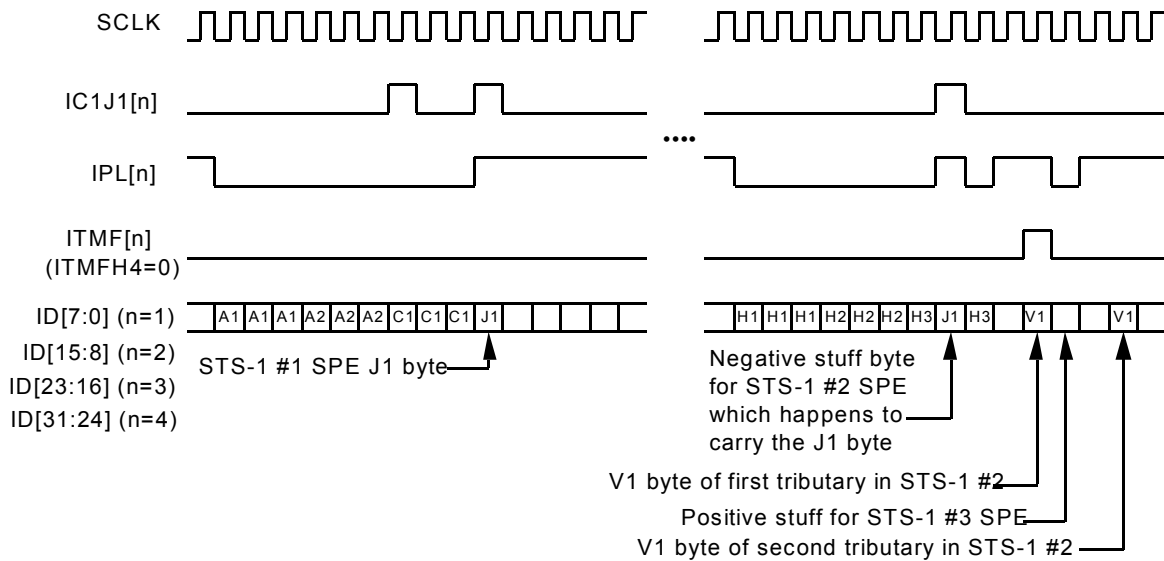 SCLK
IC1J1[n]
IPL[n]
....
ITMF[n]
(ITMFH4=0)
ID[7:0] (n=1)
ID[15:8] (n=2)
ID[23:16] (n=3)
ID[31:24] (n=4)
A1 A1 A1 A2 A2 A2 C1 C1 C1 J1
H1 H1 H1 H2 H2 H2 H3 J1 H3 V1 V1
STS-1 #1 SPE J1 byte
Negative stuff byte
for STS-1 #2 SPE
which happens to
carry the J1 byte
V1 byte of first tributary in STS-1 #2
Positive stuff for STS-1 #3 SPE
V1 byte of second tributary in STS-1 #2